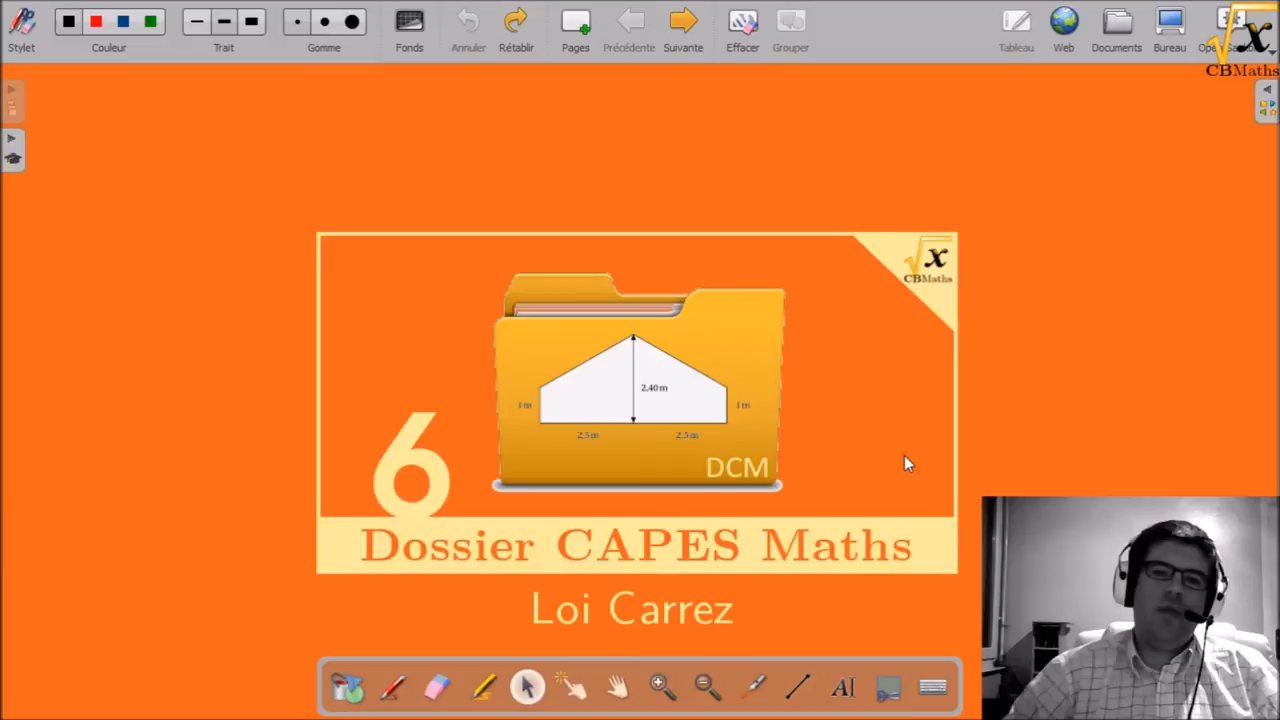 Stylet
Couleur
Trait
Gomme
Fonds
Annuler
Rétablir
Pages
Précédente
Suivante
Effacer
Grouper
Tableau
Web
Documents
Bureau
x
CBMaths
x
CBMaths
2,40 m
1 m
1 m
2,5 m
2,5 m
DCM
6
Dossier CAPES Maths
Loi Carrez
AI